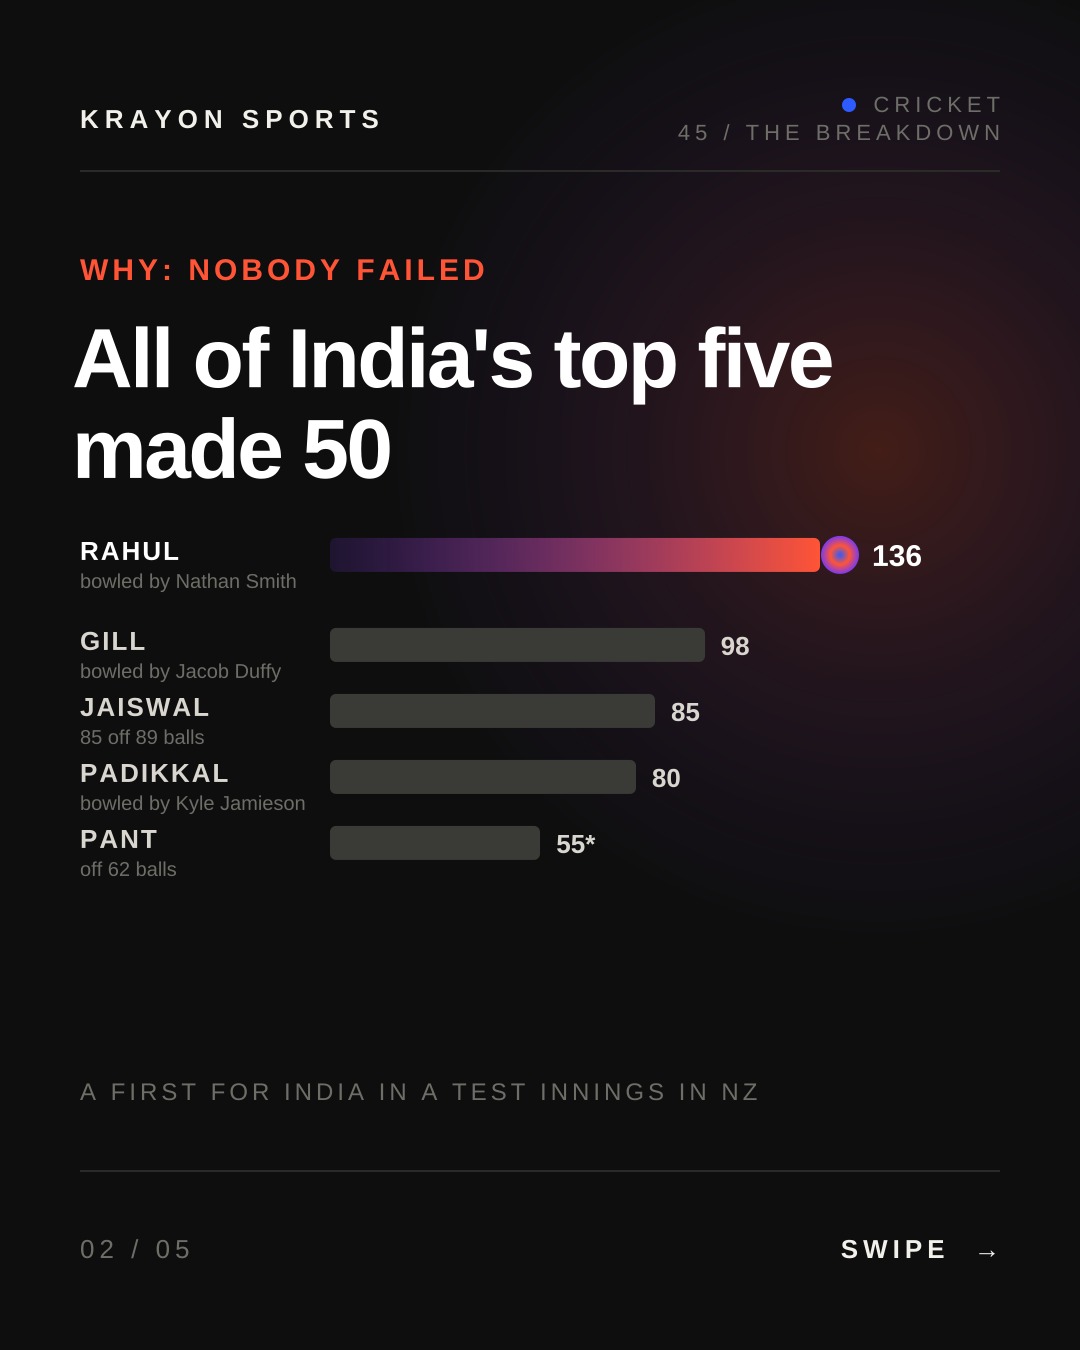 KRAYON SPORTS
CRICKET
45 / THE BREAKDOWN
WHY: NOBODY FAILED
All of India's top five
made 50
RAHUL
bowled by Nathan Smith
136
GILL
bowled by Jacob Duffy
98
JAISWAL
85 off 89 balls
85
PADIKKAL
bowled by Kyle Jamieson
80
PANT
off 62 balls
55*
A FIRST FOR INDIA IN A TEST INNINGS IN NZ
02 / 05
SWIPE →